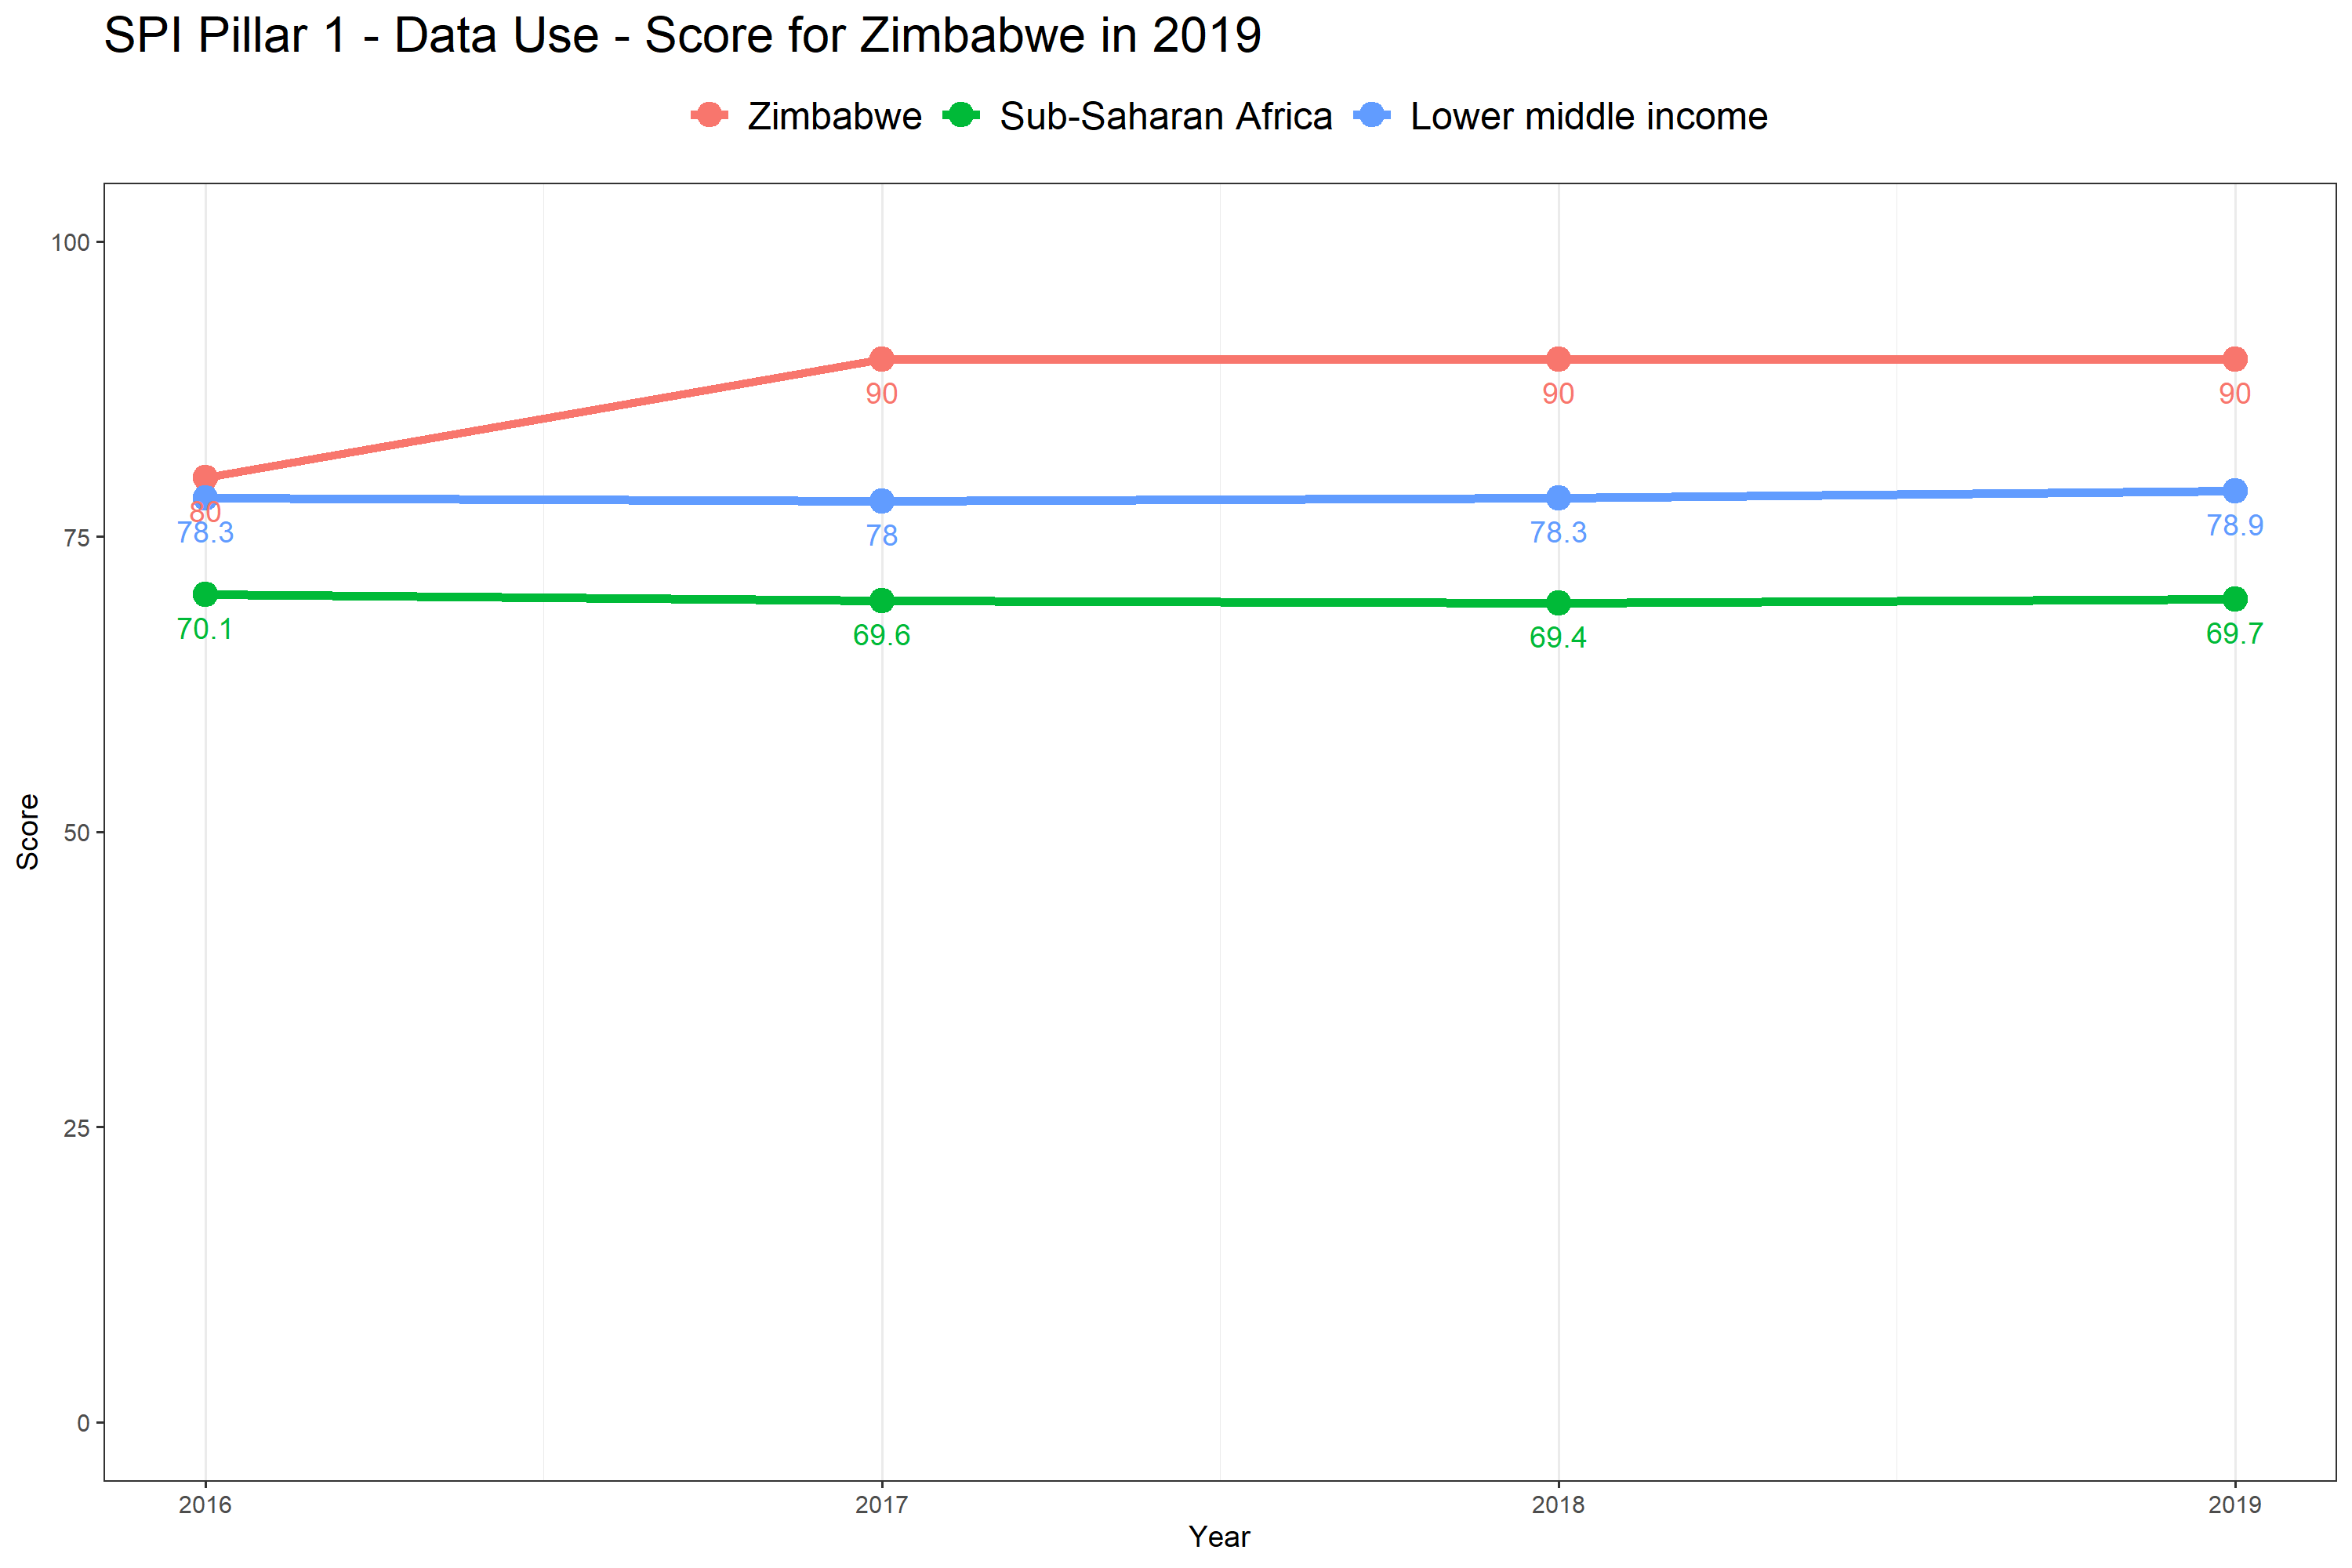 SPI Pillar 1 - Data Use - Score for Zimbabwe in 2019
Zimbabwe Sub-Saharan Africa Lower middle income
100
90 90 90
80
78.3 78 78.3 78.9
75
70.1 69.6 69.4 69.7
Score
50
25
0
2016 2017 2018 2019
Year